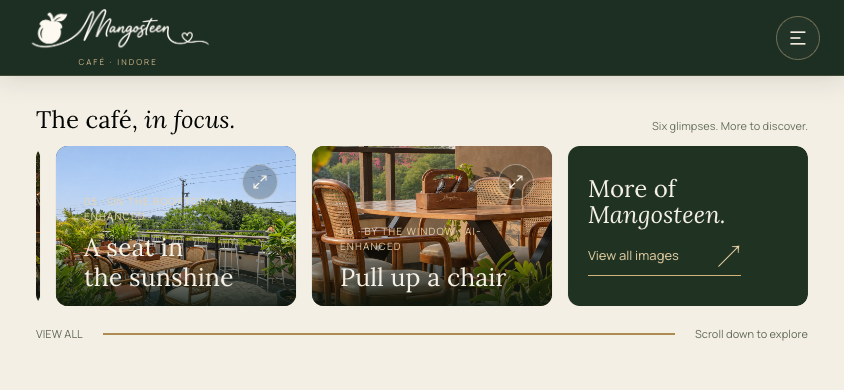 Mangosteen
CAFÉ · INDORE
The café, in focus.
Six glimpses. More to discover.
ENHANCED
A seat in
the sunshine
06 · BY THE WINDOW · AI-
ENHANCED
Pull up a chair
More of
Mangosteen.
View all images
VIEW ALL
Scroll down to explore